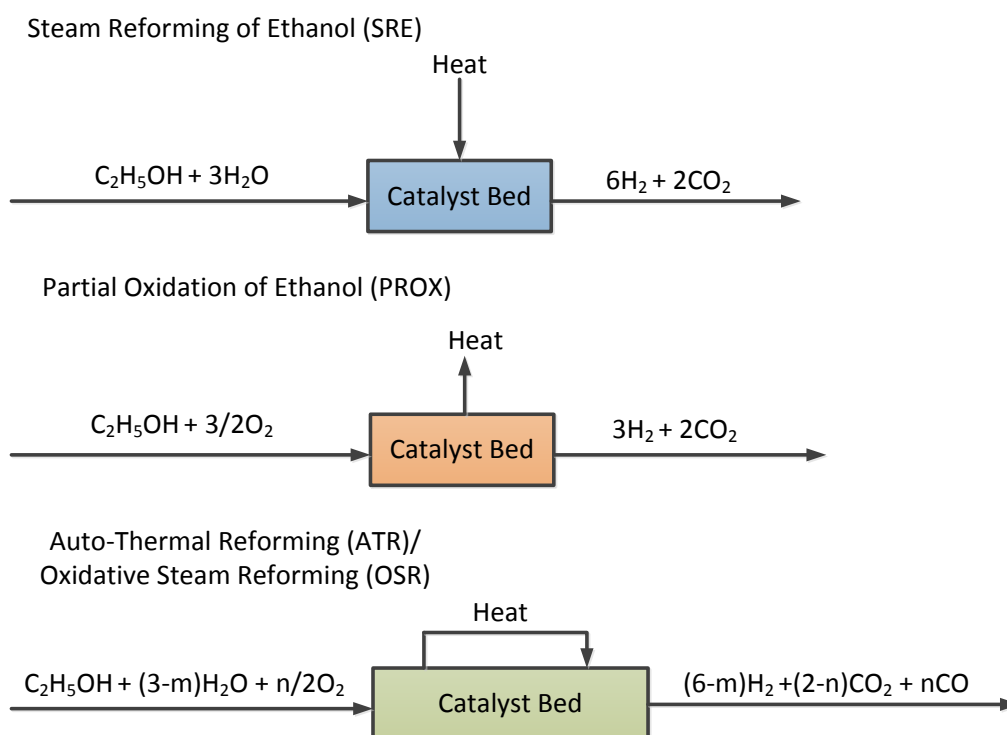 Steam Reforming of Ethanol (SRE)
Heat
C₂H₅OH + 3H₂O
Catalyst Bed
6H₂ + 2CO₂
Partial Oxidation of Ethanol (PROX)
Heat
C₂H₅OH + 3/2O₂
Catalyst Bed
3H₂ + 2CO₂
Auto-Thermal Reforming (ATR)/
Oxidative Steam Reforming (OSR)
Heat
C₂H₅OH + (3-m)H₂O + n/2O₂
Catalyst Bed
(6-m)H₂ +(2-n)CO₂ + nCO